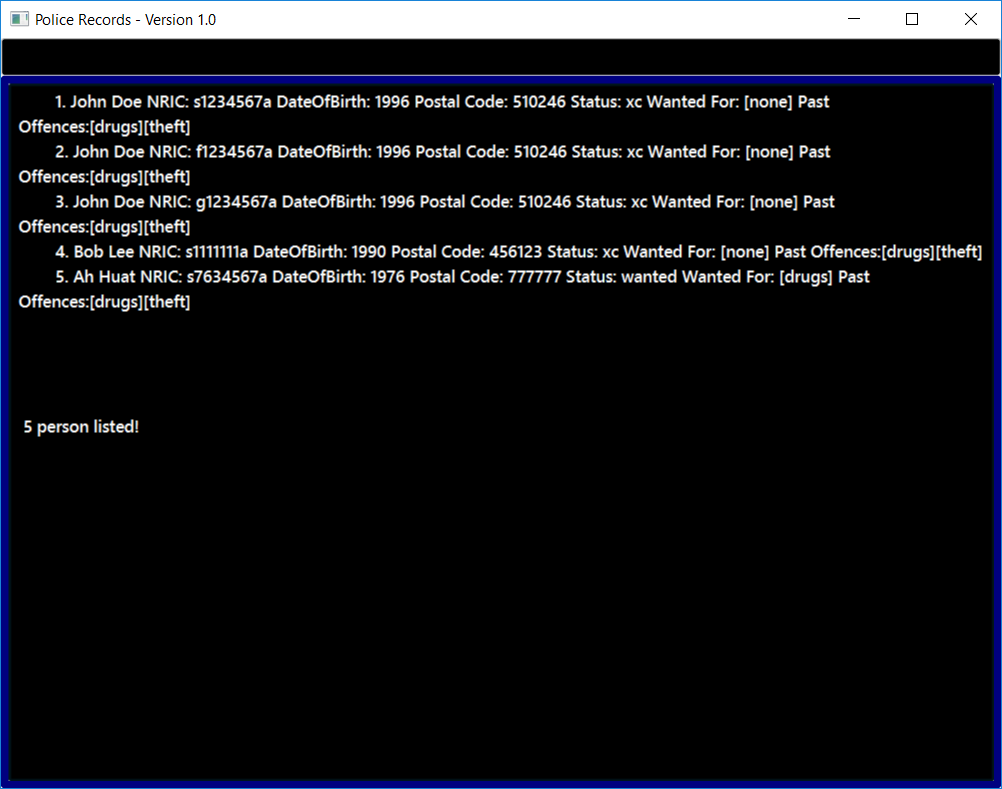 Police Records - Version 1.0
1. John Doe NRIC: s1234567a DateOfBirth: 1996 Postal Code: 510246 Status: xc Wanted For: [none] Past
Offences:[drugs][theft]
2. John Doe NRIC: f1234567a DateOfBirth: 1996 Postal Code: 510246 Status: xc Wanted For: [none] Past
Offences:[drugs][theft]
3. John Doe NRIC: g1234567a DateOfBirth: 1996 Postal Code: 510246 Status: xc Wanted For: [none] Past
Offences:[drugs][theft]
4. Bob Lee NRIC: s1111111a DateOfBirth: 1990 Postal Code: 456123 Status: xc Wanted For: [none] Past Offences:[drugs][theft]
5. Ah Huat NRIC: s7634567a DateOfBirth: 1976 Postal Code: 777777 Status: wanted Wanted For: [drugs] Past
Offences:[drugs][theft]
5 person listed!